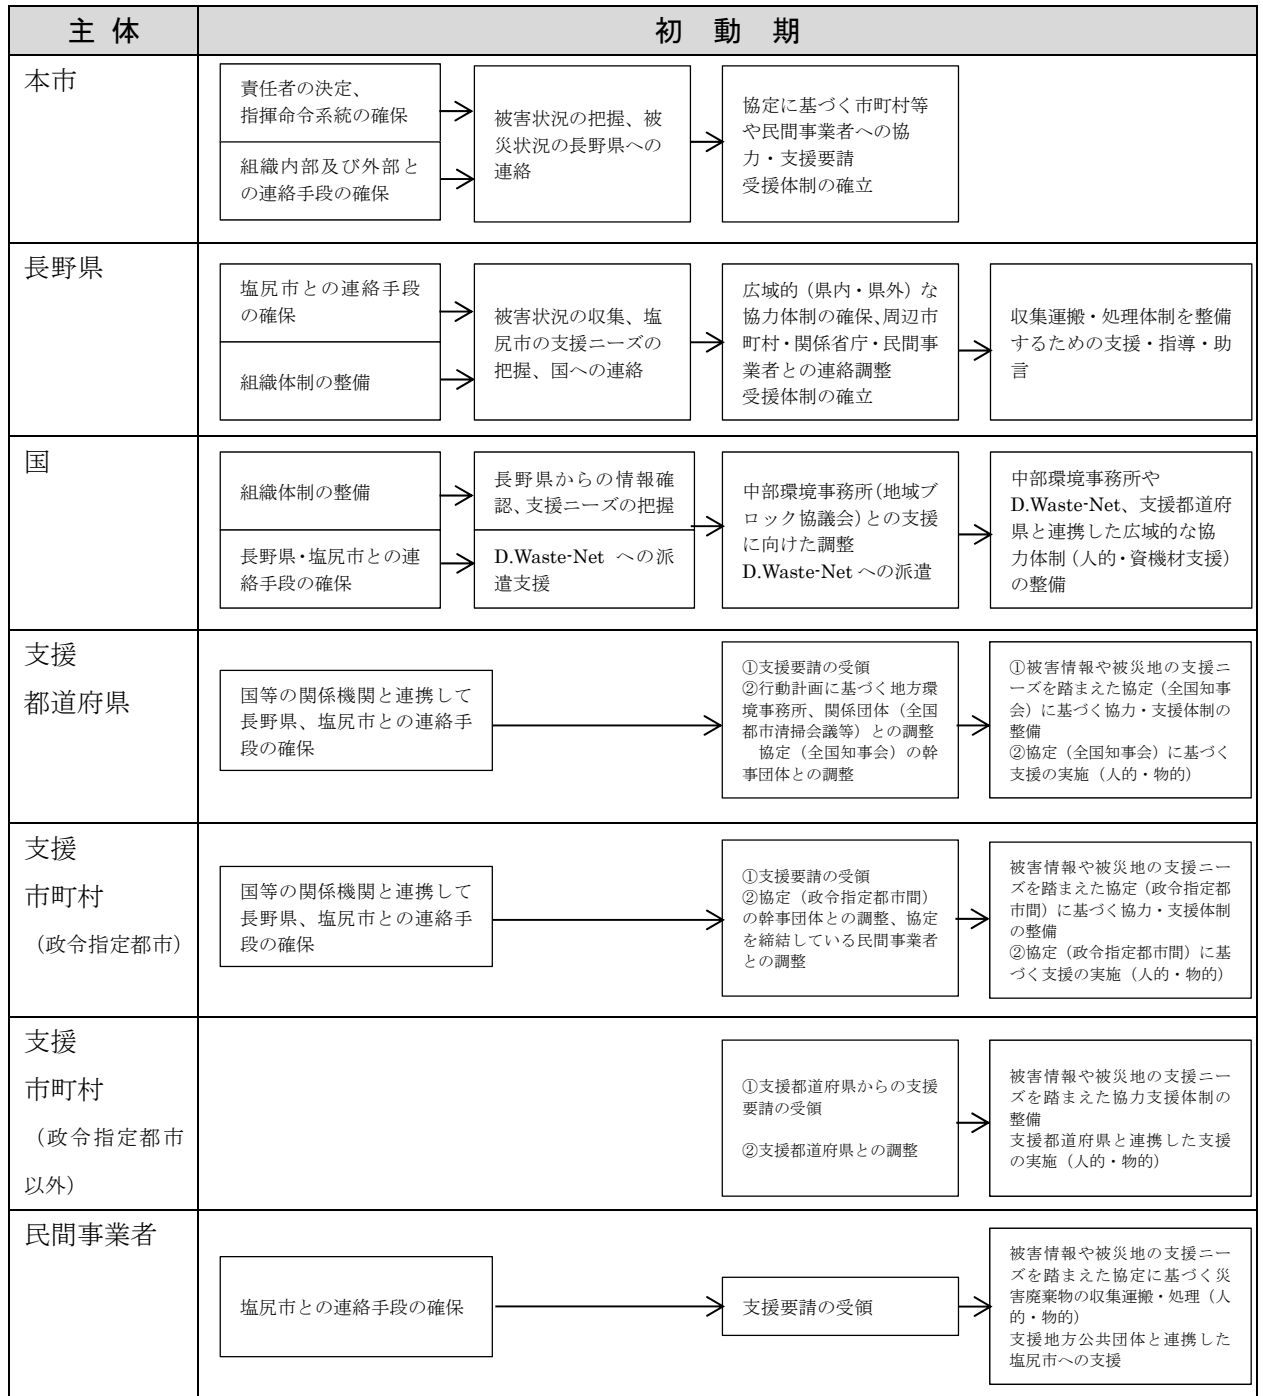 主 体
初 動 期
本市
責任者の決定、
指揮命令系統の確保
組織内部及び外部と
の連絡手段の確保
被害状況の把握、被
災状況の長野県への
連絡
協定に基づく市町村等
や民間事業者への協
力・支援要請
受援体制の確立
長野県
塩尻市との連絡手段
の確保
組織体制の整備
被害状況の収集、塩
尻市の支援ニーズの
把握、国への連絡
広域的（県内・県外）な
協力体制の確保、周辺市
町村・関係省庁・民間事
業者との連絡調整
受援体制の確立
収集運搬・処理体制を整備
するための支援・指導・助
言
国
組織体制の整備
長野県・塩尻市との連
絡手段の確保
長野県からの情報確
認、支援ニーズの把握
D.Waste-Net への派
遣支援
中部環境事務所（地域ブ
ロック協議会）との支援
に向けた調整
D.Waste-Net への派遣
中部環境事務所や
D.Waste-Net、支援都道府
県と連携した広域的な協
力体制（人的・資機材支援）
の整備
支援
都道府県
国等の関係機関と連携して
長野県、塩尻市との連絡手
段の確保
①支援要請の受領
②行動計画に基づく地方環
境事務所、関係団体（全国
都市清掃会議等）との調整
協定（全国知事会）の幹
事団体との調整
①被害情報や被災地の支援ニ
ーズを踏まえた協定（全国知事
会）に基づく協力・支援体制の
整備
②協定（全国知事会）に基づく
支援の実施（人的・物的）
支援
市町村
（政令指定都市）
国等の関係機関と連携して
長野県、塩尻市との連絡手
段の確保
①支援要請の受領
②協定（政令指定都市間）
の幹事団体との調整、協定
を締結している民間事業者
との調整
被害情報や被災地の支援ニー
ズを踏まえた協定（政令指定都
市間）に基づく協力・支援体制
の整備
②協定（政令指定都市間）に基
づく支援の実施（人的・物的）
支援
市町村
（政令指定都市
以外）
①支援都道府県からの支援
要請の受領
②支援都道府県との調整
被害情報や被災地の支援ニー
ズを踏まえた協力支援体制の
整備
支援都道府県と連携した支援
の実施（人的・物的）
民間事業者
塩尻市との連絡手段の確保
支援要請の受領
被害情報や被災地の支援ニー
ズを踏まえた協定に基づく災
害廃棄物の収集運搬・処理（人
的・物的）
支援地方公共団体と連携した
塩尻市への支援